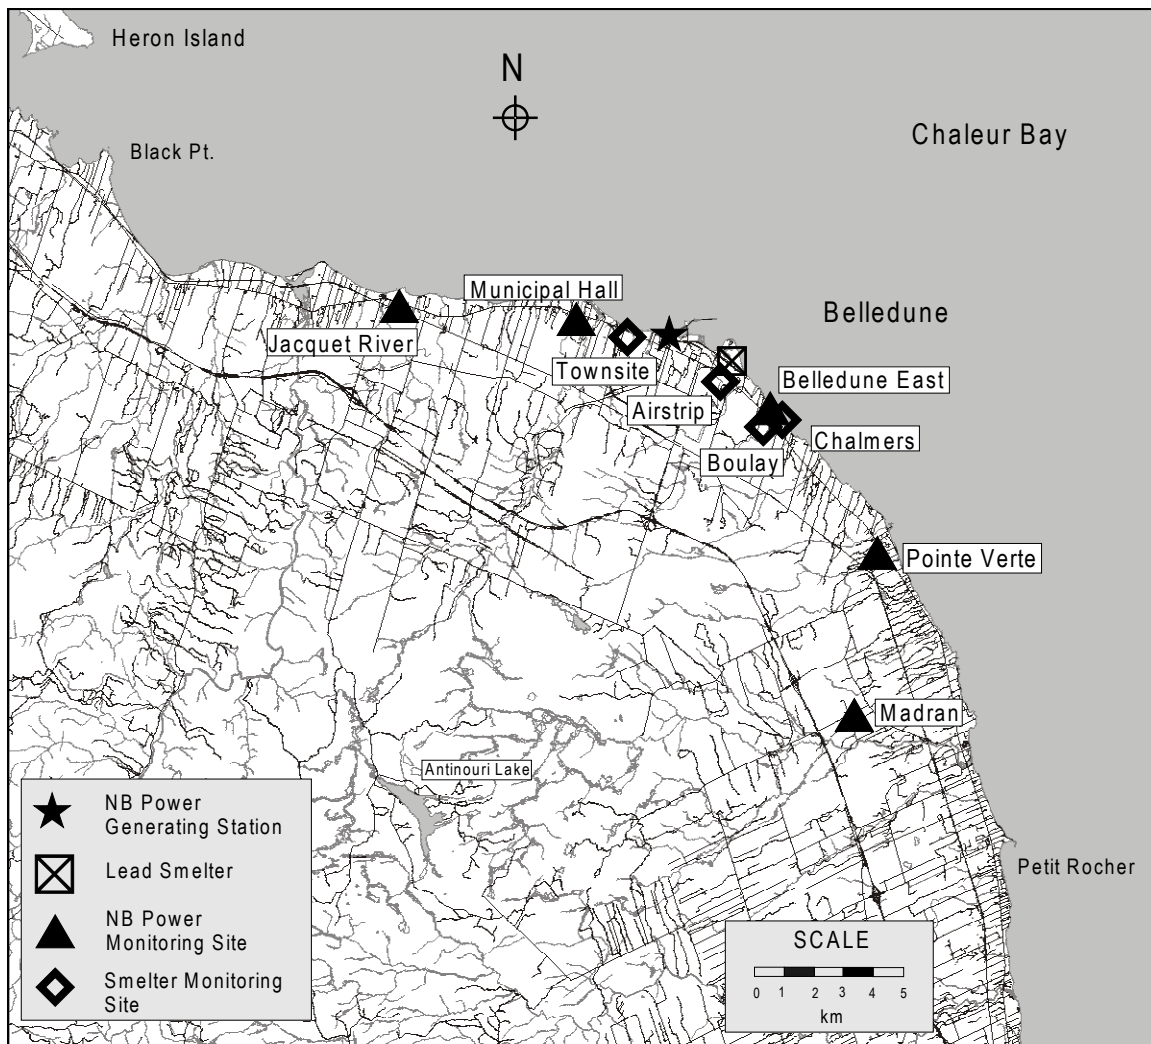 Heron Island
N
Chaleur Bay
Black Pt.
Municipal Hall
Belledune
Jacquet River
Townsite
Belledune East
Airstrip
Chalmers
Boulay
Pointe Verte
Madran
Antinouri Lake
NB Power
Generating Station
Lead Smelter
NB Power
Monitoring Site
Smelter Monitoring
Site
Petit Rocher
SCALE
0 1 2 3 4 5
km